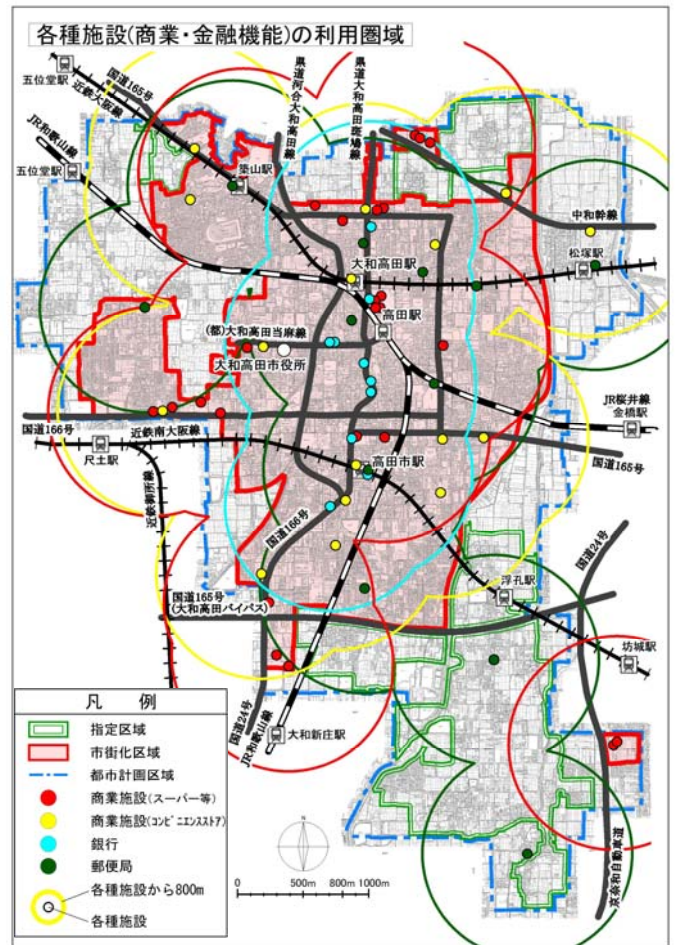 各種施設(商業・金融機能)の利用圏域
五位堂駅
近鉄大阪線
国道165号
県道河合大和高田線
県道大和高田斑鳩線
JR和歌山線
五位堂駅
築山駅
中和幹線
松塚駅
大和高田駅
高田駅
(都)大和高田当麻線
大和高田市役所
JR桜井線
金橋駅
国道166号
近鉄南大阪線
尺土駅
国道165号
高田市駅
近鉄御所線
国道166号
国道24号
浮孔駅
国道165号
(大和高田バイパス)
坊城駅
国道24号
JR和歌山線
大和新庄駅
京奈和自動車道
凡 例
指定区域
市街化区域
都市計画区域
商業施設(スーパー等)
商業施設(コンビニエンスストア)
銀行
郵便局
各種施設から800m
各種施設
N
0 500m 1000m